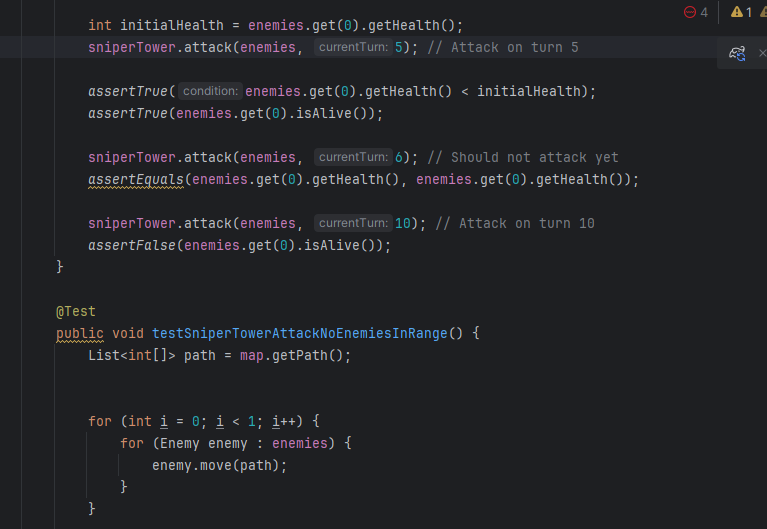 4 1
int initialHealth = enemies.get(0).getHealth();
sniperTower.attack(enemies, currentTurn: 5); // Attack on turn 5
assertTrue( condition: enemies.get(0).getHealth() < initialHealth);
assertTrue(enemies.get(0).isAlive());
sniperTower.attack(enemies, currentTurn: 6); // Should not attack yet
assertEquals(enemies.get(0).getHealth(), enemies.get(0).getHealth());
sniperTower.attack(enemies, currentTurn: 10); // Attack on turn 10
assertFalse(enemies.get(0).isAlive());
}
@Test
public void testSniperTowerAttackNoEnemiesInRange() {
List<int[]> path = map.getPath();
for (int i = 0; i < 1; i++) {
for (Enemy enemy : enemies) {
enemy.move(path);
}
}